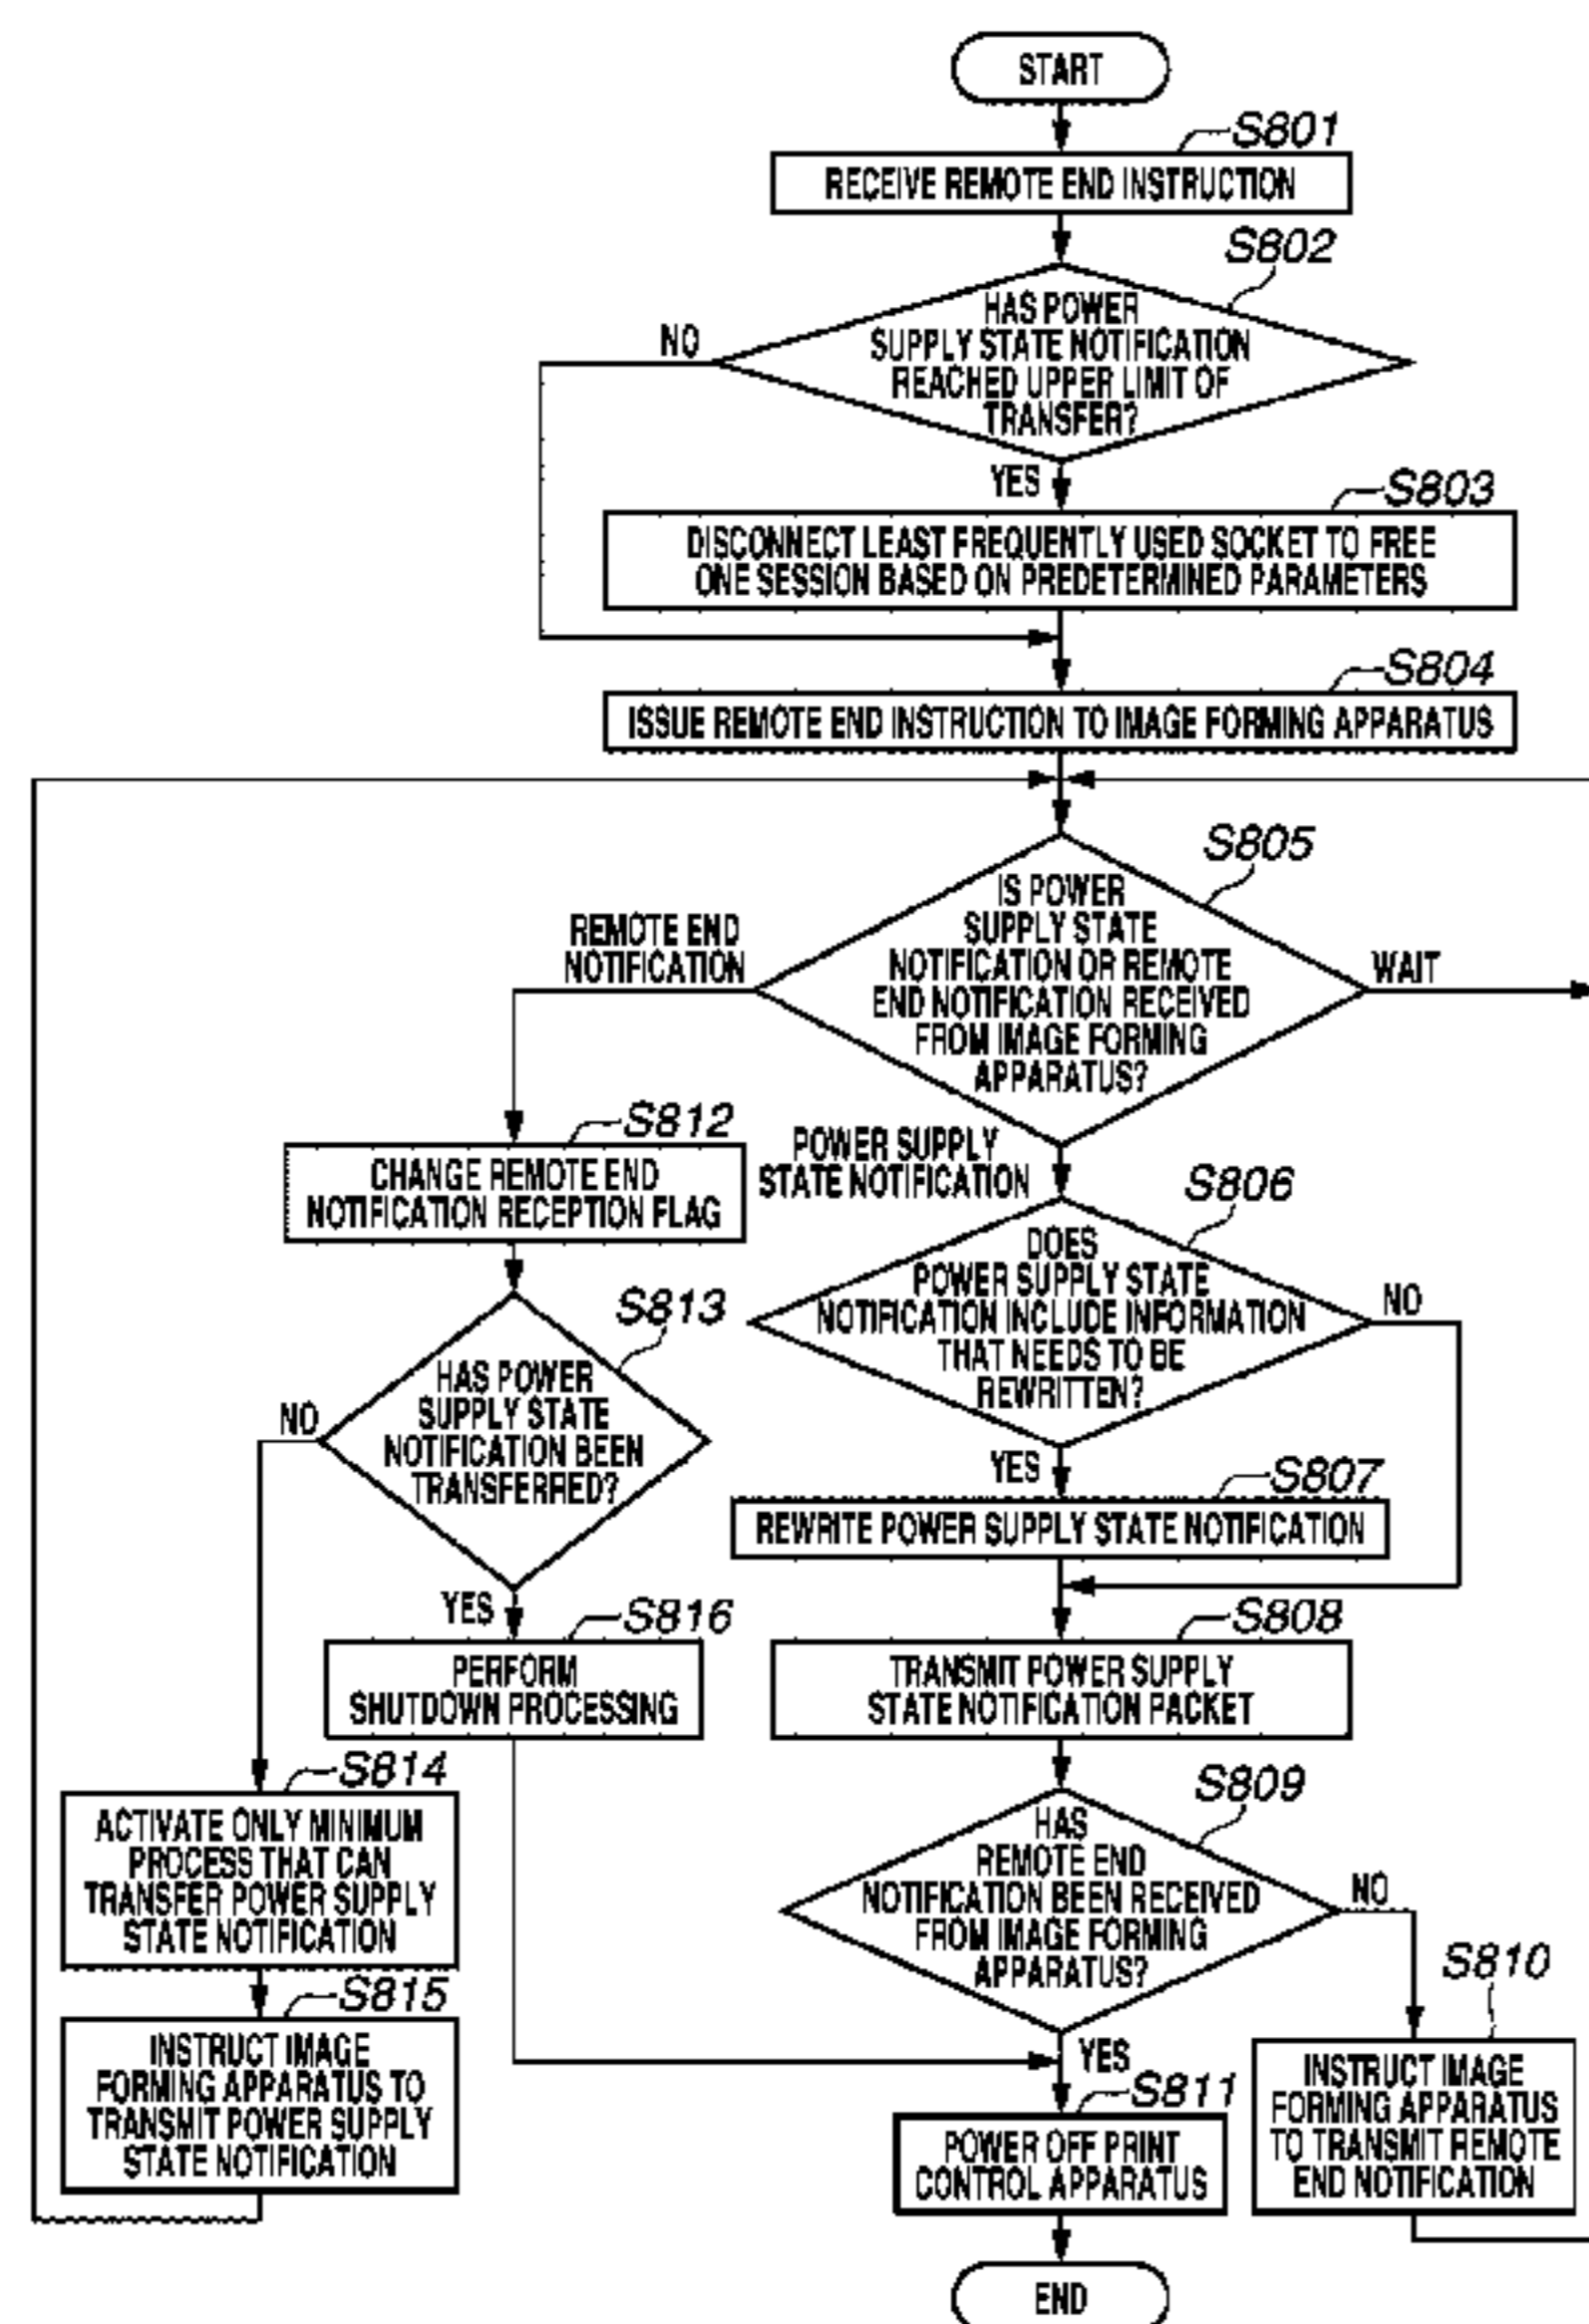 START
S801
RECEIVE REMOTE END INSTRUCTION
S802
HAS POWER
SUPPLY STATE NOTIFICATION
REACHED UPPER LIMIT OF
TRANSFER?
NO
YES
S803
DISCONNECT LEAST FREQUENTLY USED SOCKET TO FREE
ONE SESSION BASED ON PREDETERMINED PARAMETERS
S804
ISSUE REMOTE END INSTRUCTION TO IMAGE FORMING APPARATUS
S805
IS POWER
SUPPLY STATE
NOTIFICATION OR REMOTE
END NOTIFICATION RECEIVED
FROM IMAGE FORMING
APPARATUS?
REMOTE END
NOTIFICATION
WAIT
POWER SUPPLY
STATE NOTIFICATION
S812
CHANGE REMOTE END
NOTIFICATION RECEPTION FLAG
S806
DOES
POWER SUPPLY STATE
NOTIFICATION INCLUDE INFORMATION
THAT NEEDS TO BE
REWRITTEN?
NO
YES
S813
HAS POWER
SUPPLY STATE
NOTIFICATION BEEN
TRANSFERRED?
NO
YES
S807
REWRITE POWER SUPPLY STATE NOTIFICATION
S816
PERFORM
SHUTDOWN PROCESSING
S808
TRANSMIT POWER SUPPLY
STATE NOTIFICATION PACKET
S814
ACTIVATE ONLY MINIMUM
PROCESS THAT CAN
TRANSFER POWER SUPPLY
STATE NOTIFICATION
S809
HAS
REMOTE END
NOTIFICATION BEEN RECEIVED
FROM IMAGE FORMING
APPARATUS?
NO
YES
S815
INSTRUCT IMAGE
FORMING APPARATUS TO
TRANSMIT POWER SUPPLY
STATE NOTIFICATION
S810
INSTRUCT IMAGE
FORMING APPARATUS
TO TRANSMIT REMOTE
END NOTIFICATION
S811
POWER OFF PRINT
CONTROL APPARATUS
END